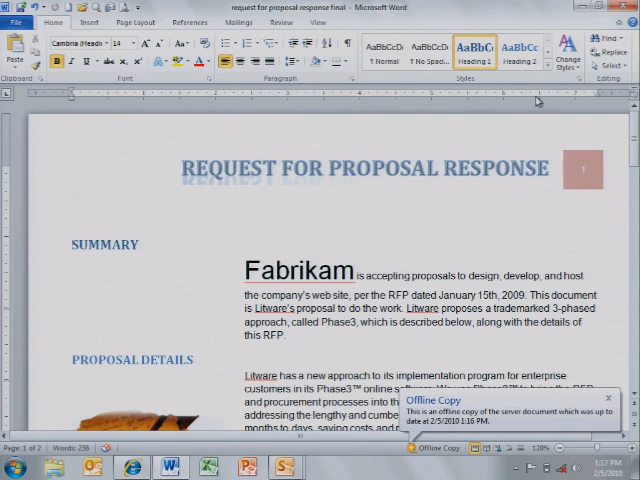 request for proposal response final - Microsoft Word
File Home Insert Page Layout References Mailings Review View
Paste
Cambria (Headi 14
AaBbCcDc AaBbCcDc AaBbCc AaBbCc
¶ Normal ¶ No Spac... Heading 1 Heading 2
Change Styles
Find
Replace
Select
Clipboard Font Paragraph Styles Editing
REQUEST FOR PROPOSAL RESPONSE 1
SUMMARY
Fabrikam is accepting proposals to design, develop, and host
the company's web site, per the RFP dated January 15th, 2009. This document
is Litware's proposal to do the work. Litware proposes a trademarked 3-phased
approach, called Phase3, which is described below, along with the details of
this RFP.
PROPOSAL DETAILS
Litware has a new approach to its implementation program for enterprise
customers in its Phase3™ online
and procurement processes into
addressing the lengthy and
months to days, saving costs and
Offline Copy
This is an offline copy of the server document which was up to
date at 2/5/2010 1:16 PM.
Page: 1 of 2 Words: 238 Offline Copy 120%
1:37 PM
2/5/2010